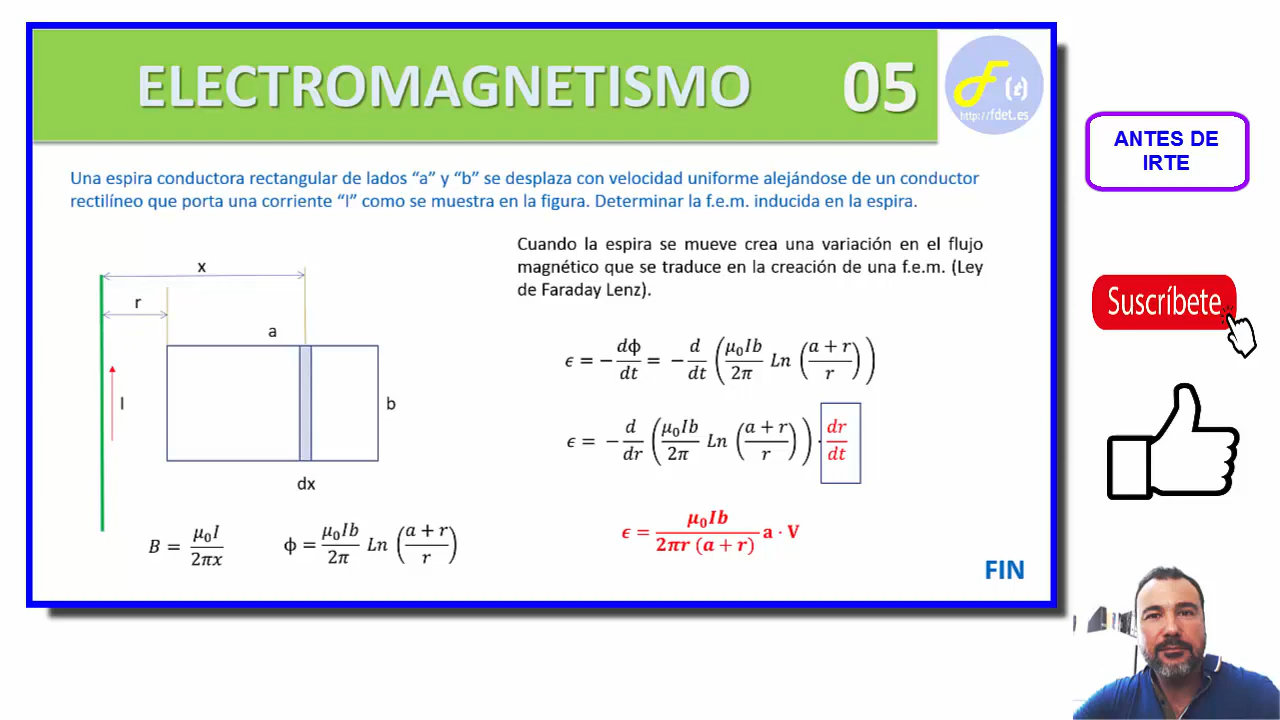 ELECTROMAGNETISMO 05
F (t)
http://fdet.es
Una espira conductora rectangular de lados “a” y “b” se desplaza con velocidad uniforme alejándose de un conductor
rectilíneo que porta una corriente “I” como se muestra en la figura. Determinar la f.e.m. inducida en la espira.
Cuando la espira se mueve crea una variación en el flujo
magnético que se traduce en la creación de una f.e.m. (Ley
de Faraday Lenz).
x
r
a
I
b
dx
ϵ = − dϕ/dt = − d/dt (μ₀Ib/2π Ln ((a + r)/r))
ϵ = − d/dr (μ₀Ib/2π Ln ((a + r)/r)) · dr/dt
B = μ₀I/2πx
ϕ = μ₀Ib/2π Ln ((a + r)/r)
ϵ = μ₀Ib/2πr (a + r) a · V
FIN
ANTES DE
IRTE
Suscríbete